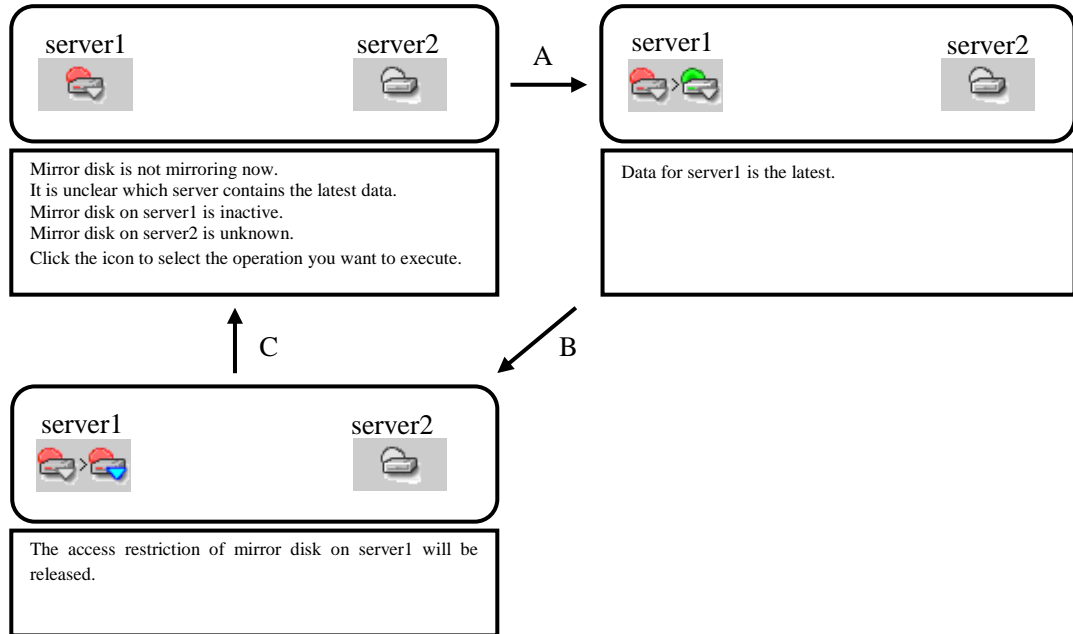 server1
server2
A
server1
server2
Mirror disk is not mirroring now.
It is unclear which server contains the latest data.
Mirror disk on server1 is inactive.
Mirror disk on server2 is unknown.
Click the icon to select the operation you want to execute.
Data for server1 is the latest.
C
B
server1
server2
The access restriction of mirror disk on server1 will be
released.